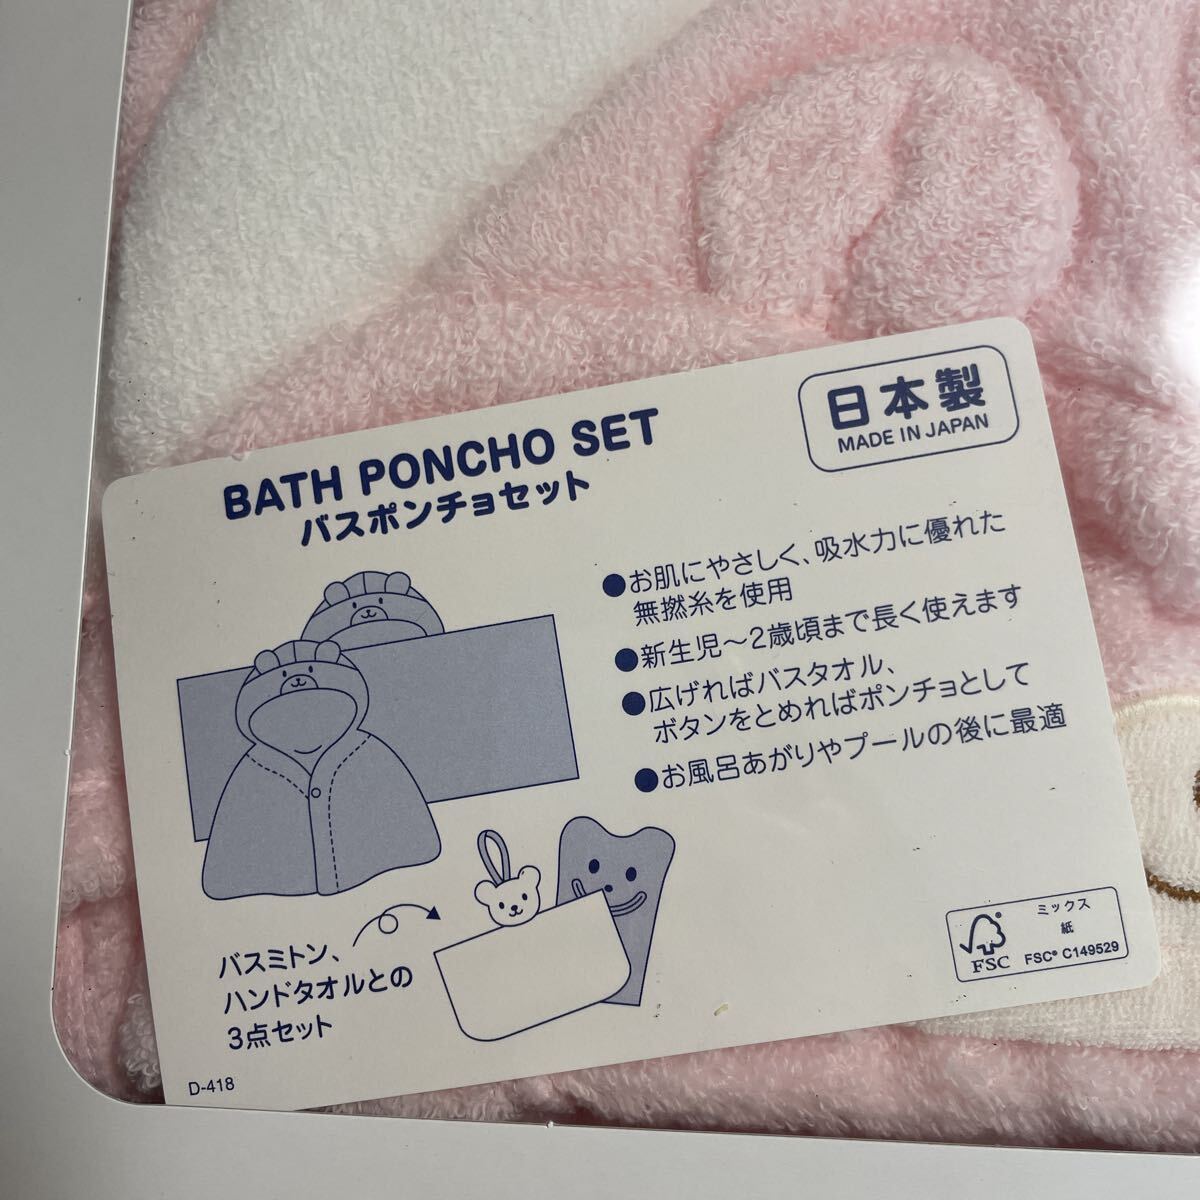 BATH PONCHO SET
バスポンチョセット
日本製
MADE IN JAPAN
●お肌にやさしく、吸水力に優れた
無撚糸を使用
●新生児～2歳頃まで長く使えます
●広げればバスタオル、
ボタンをとめればポンチョとして
●お風呂あがりやプールの後に最適
バスミトン、
ハンドタオルとの
3点セット
D-418
FSC
ミックス
紙
FSC® C149529